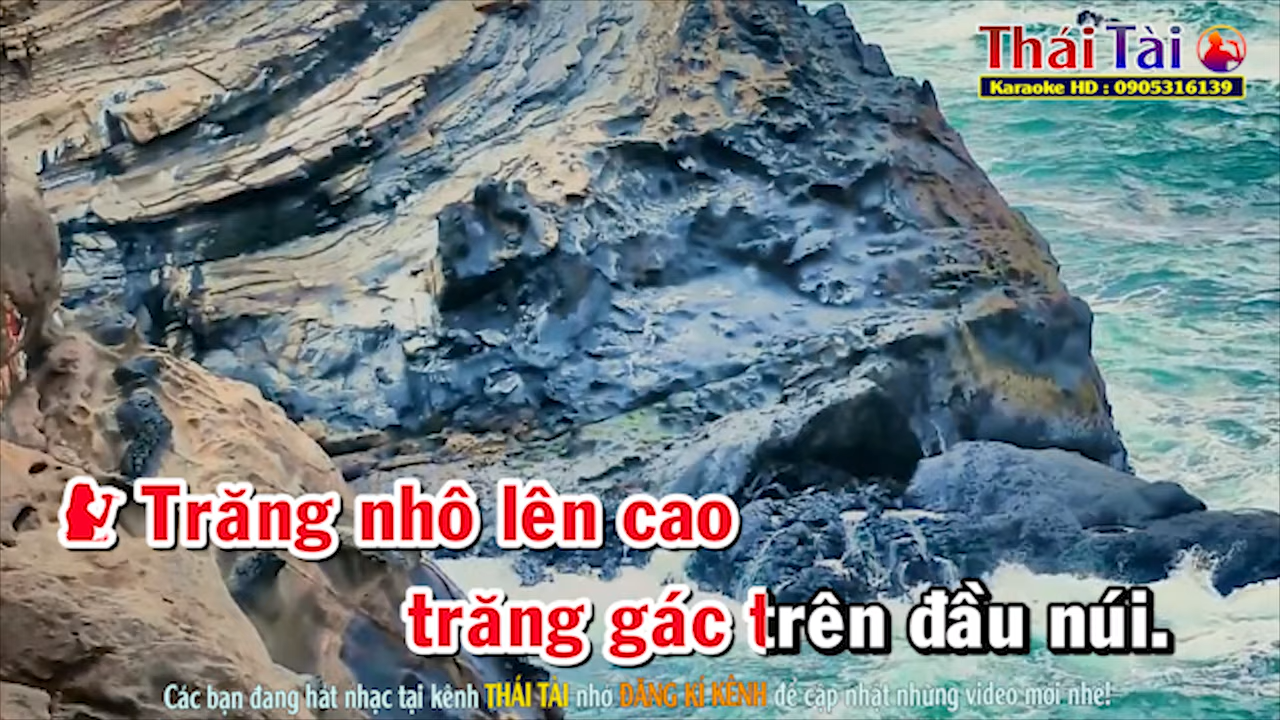 Thái Tài
Karaoke HD : 0905316139
Trăng nhô lên cao
trăng gác trên đầu núi.
Các bạn đang hát nhạc tại kênh THÁI TÀI nhớ ĐĂNG KÍ KÊNH để cập nhật những video mới nhé!